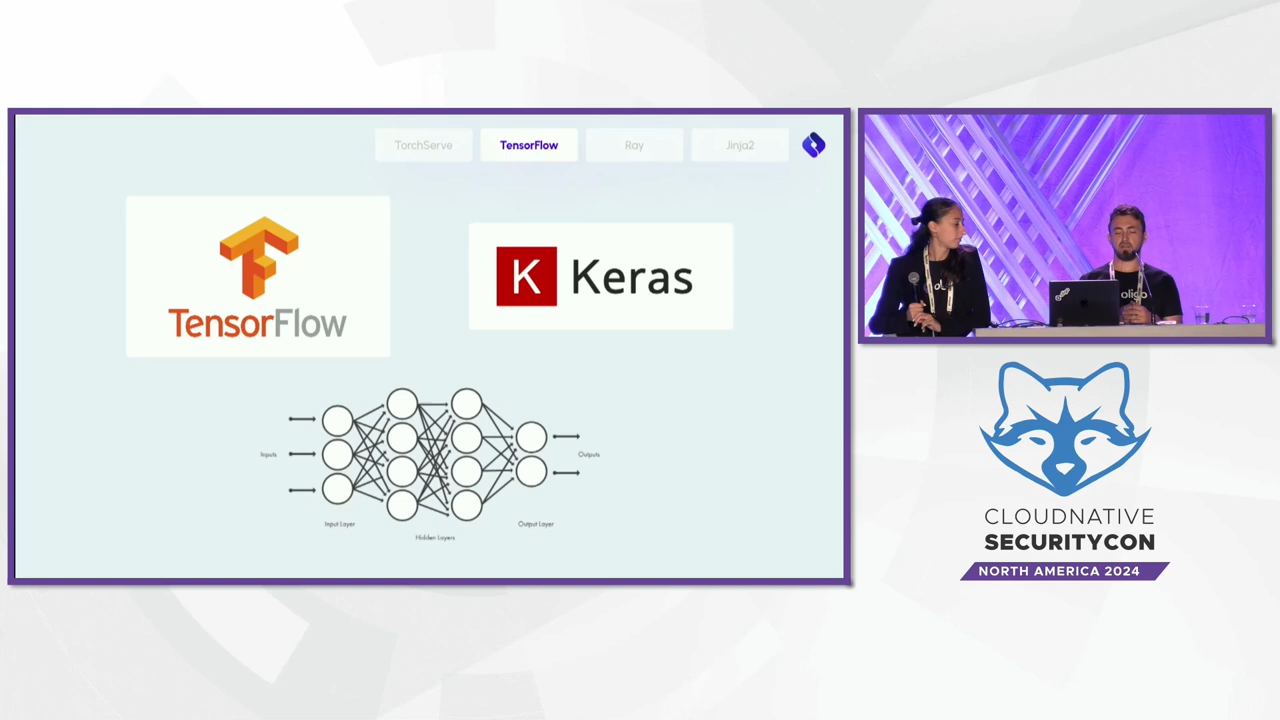 TorchServe
TensorFlow
Ray
Jinja2
TensorFlow
K Keras
Inputs
Outputs
Input Layer
Output Layer
Hidden Layers
oligo
CLOUDNATIVE
SECURITYCON
NORTH AMERICA 2024